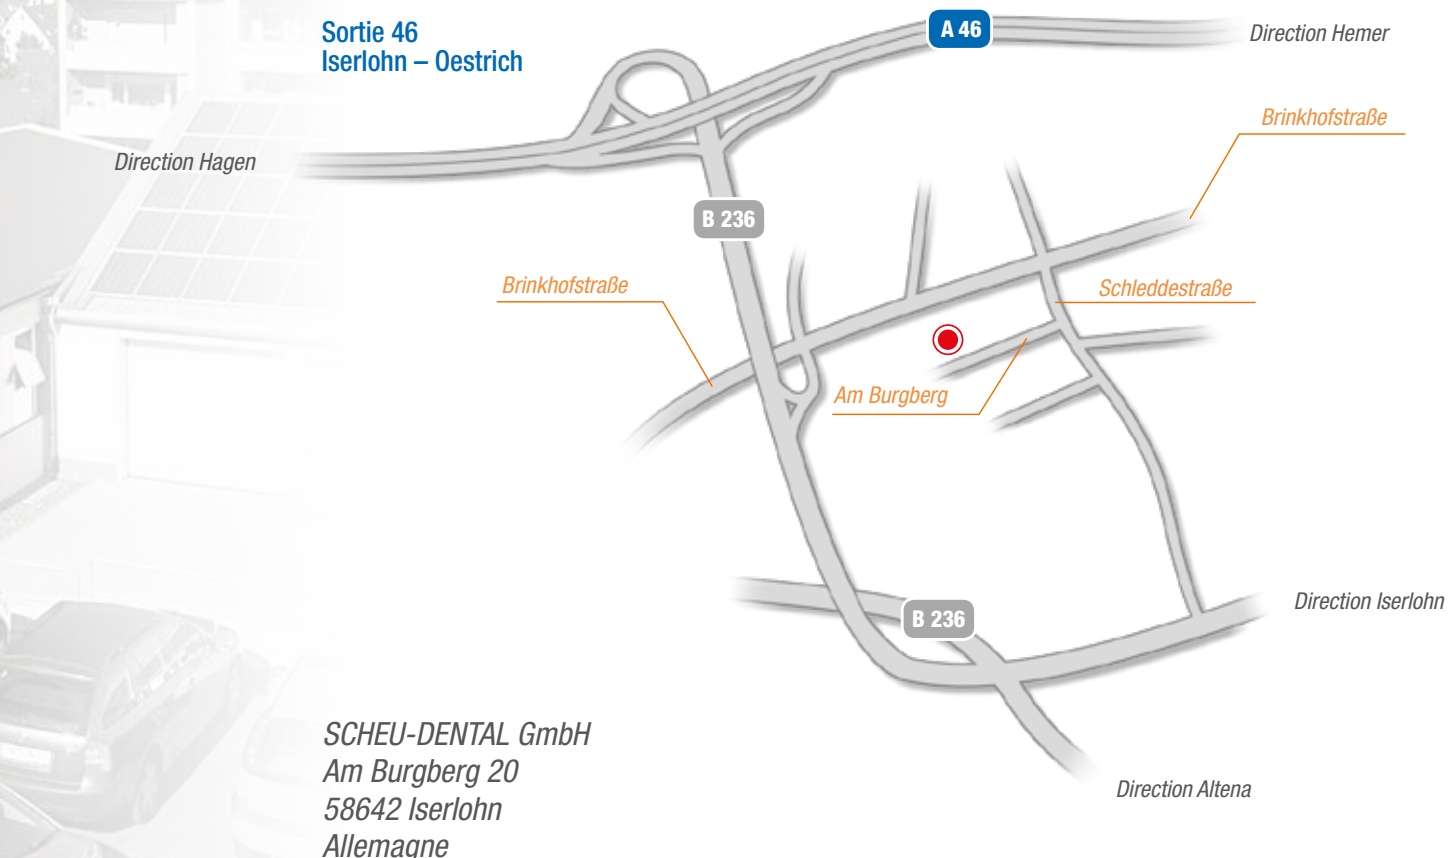 Sortie 46
Iserlohn – Oestrich
A 46
Direction Hemer
Brinkhofstraße
Direction Hagen
B 236
Brinkhofstraße
Schleddestraße
Am Burgberg
Direction Iserlohn
B 236
SCHEU-DENTAL GmbH
Am Burgberg 20
58642 Iserlohn
Allemagne
Direction Altena